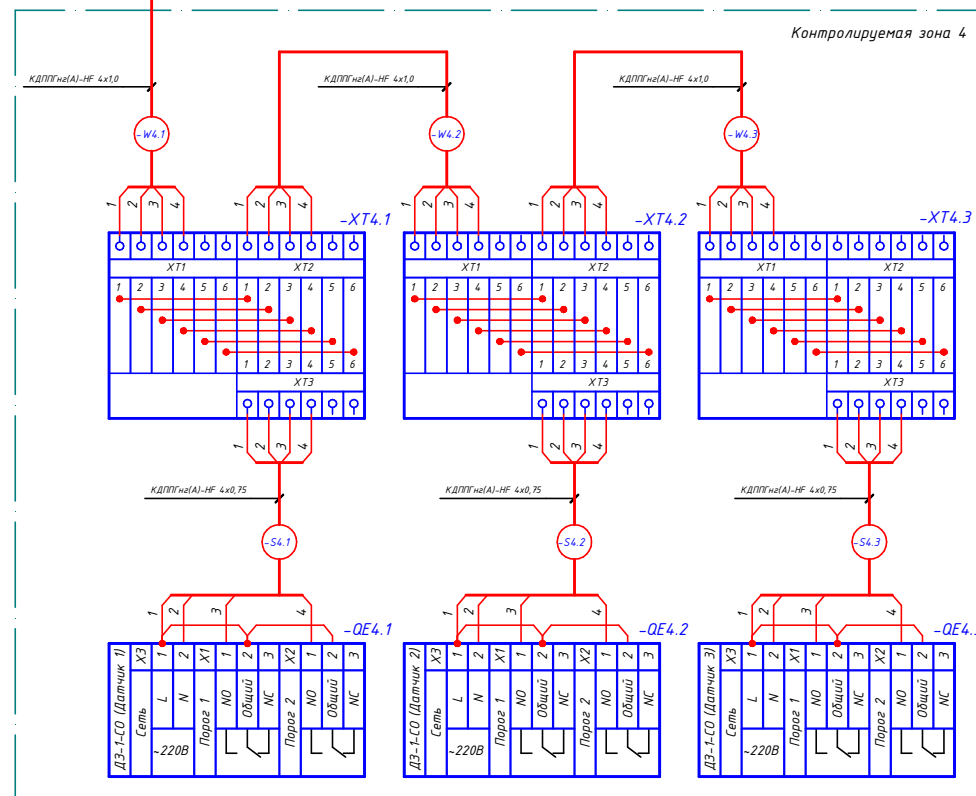 Контролируемая зона 4
КДППГнг(А)-HF 4х1,0 КДППГнг(А)-HF 4х1,0 КДППГнг(А)-HF 4х1,0
-W4.1 -W4.2 -W4.3
1 2 3 4 1 2 3 4 1 2 3 4 1 2 3 4 1 2 3 4
-XT4.1 -XT4.2 -XT4.3
XT1 XT2 XT1 XT2 XT1 XT2
1 2 3 4 5 6 1 2 3 4 5 6 1 2 3 4 5 6 1 2 3 4 5 6 1 2 3 4 5 6 1 2 3 4 5 6
1 2 3 4 5 6 1 2 3 4 5 6 1 2 3 4 5 6
XT3 XT3 XT3
1 2 3 4 1 2 3 4 1 2 3 4
КДППГнг(А)-HF 4х0,75 КДППГнг(А)-HF 4х0,75 КДППГнг(А)-HF 4х0,75
-S4.1 -S4.2 -S4.3
1 2 3 4 1 2 3 4 1 2 3 4
-QE4.1 -QE4.2
ДЗ-1-СО (Датчик 1)
X3 1 2 X1 1 2 3 X2 1 2 3
Сеть L N Порог 1 NO Общий NC Порог 2 NO Общий NC
~220В
ДЗ-1-СО (Датчик 2)
X3 1 2 X1 1 2 3 X2 1 2 3
Сеть L N Порог 1 NO Общий NC Порог 2 NO Общий NC
~220В
ДЗ-1-СО (Датчик 3)
X3 1 2 X1 1 2 3 X2 1 2 3
Сеть L N Порог 1 NO Общий NC Порог 2 NO Общий NC
~220В